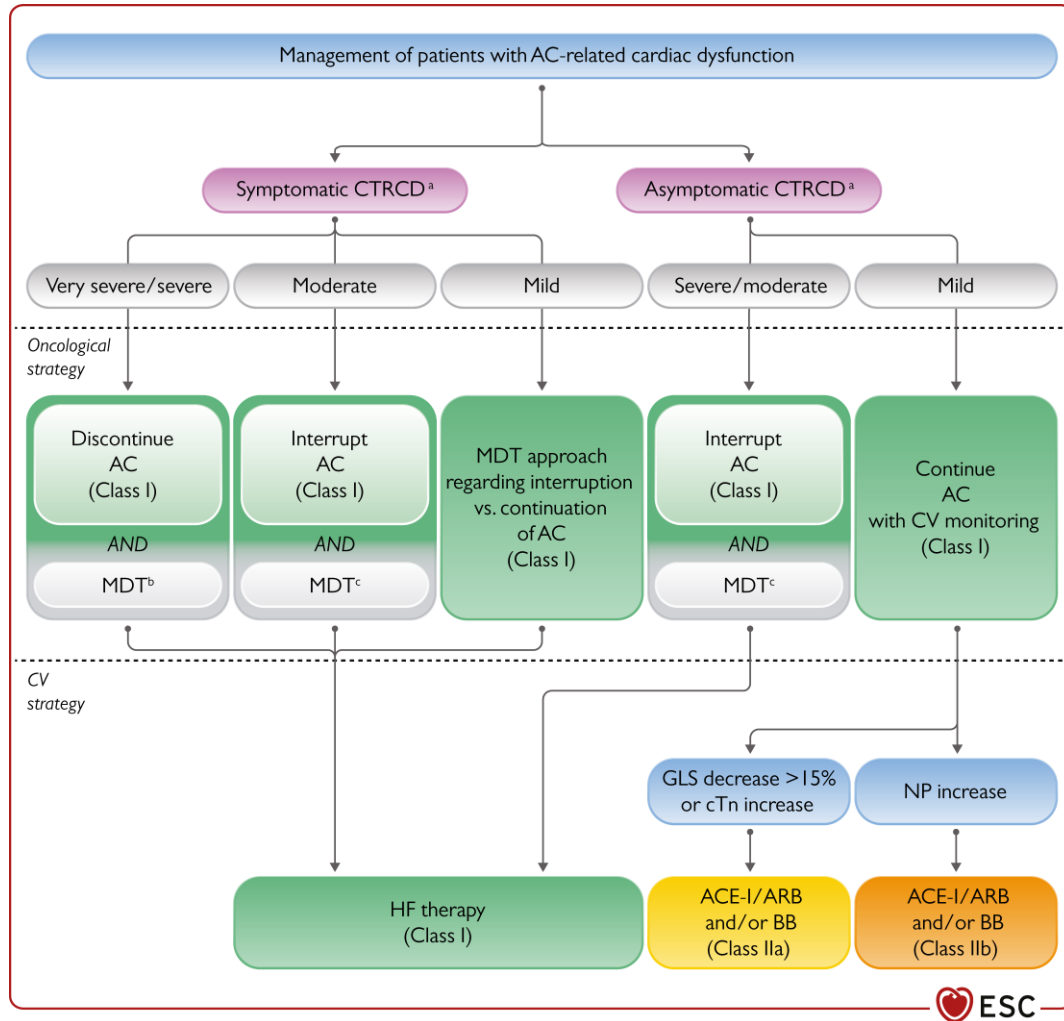 Management of patients with AC-related cardiac dysfunction
Symptomatic CTRCD a
Asymptomatic CTRCD a
Very severe/severe
Moderate
Mild
Severe/moderate
Mild
Oncological
strategy
Discontinue
AC
(Class I)
AND
MDT b
Interrupt
AC
(Class I)
AND
MDT c
MDT approach
regarding interruption
vs. continuation
of AC
(Class I)
Interrupt
AC
(Class I)
AND
MDT c
Continue
AC
with CV monitoring
(Class I)
CV
strategy
GLS decrease >15%
or cTn increase
NP increase
HF therapy
(Class I)
ACE-I/ARB
and/or BB
(Class IIa)
ACE-I/ARB
and/or BB
(Class IIb)
ESC